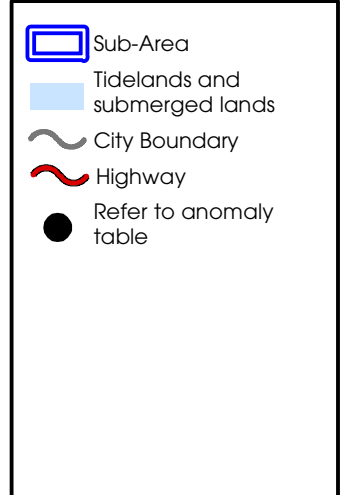 Sub-Area
Tidelands and
submerged lands
City Boundary
Highway
Refer to anomaly
table